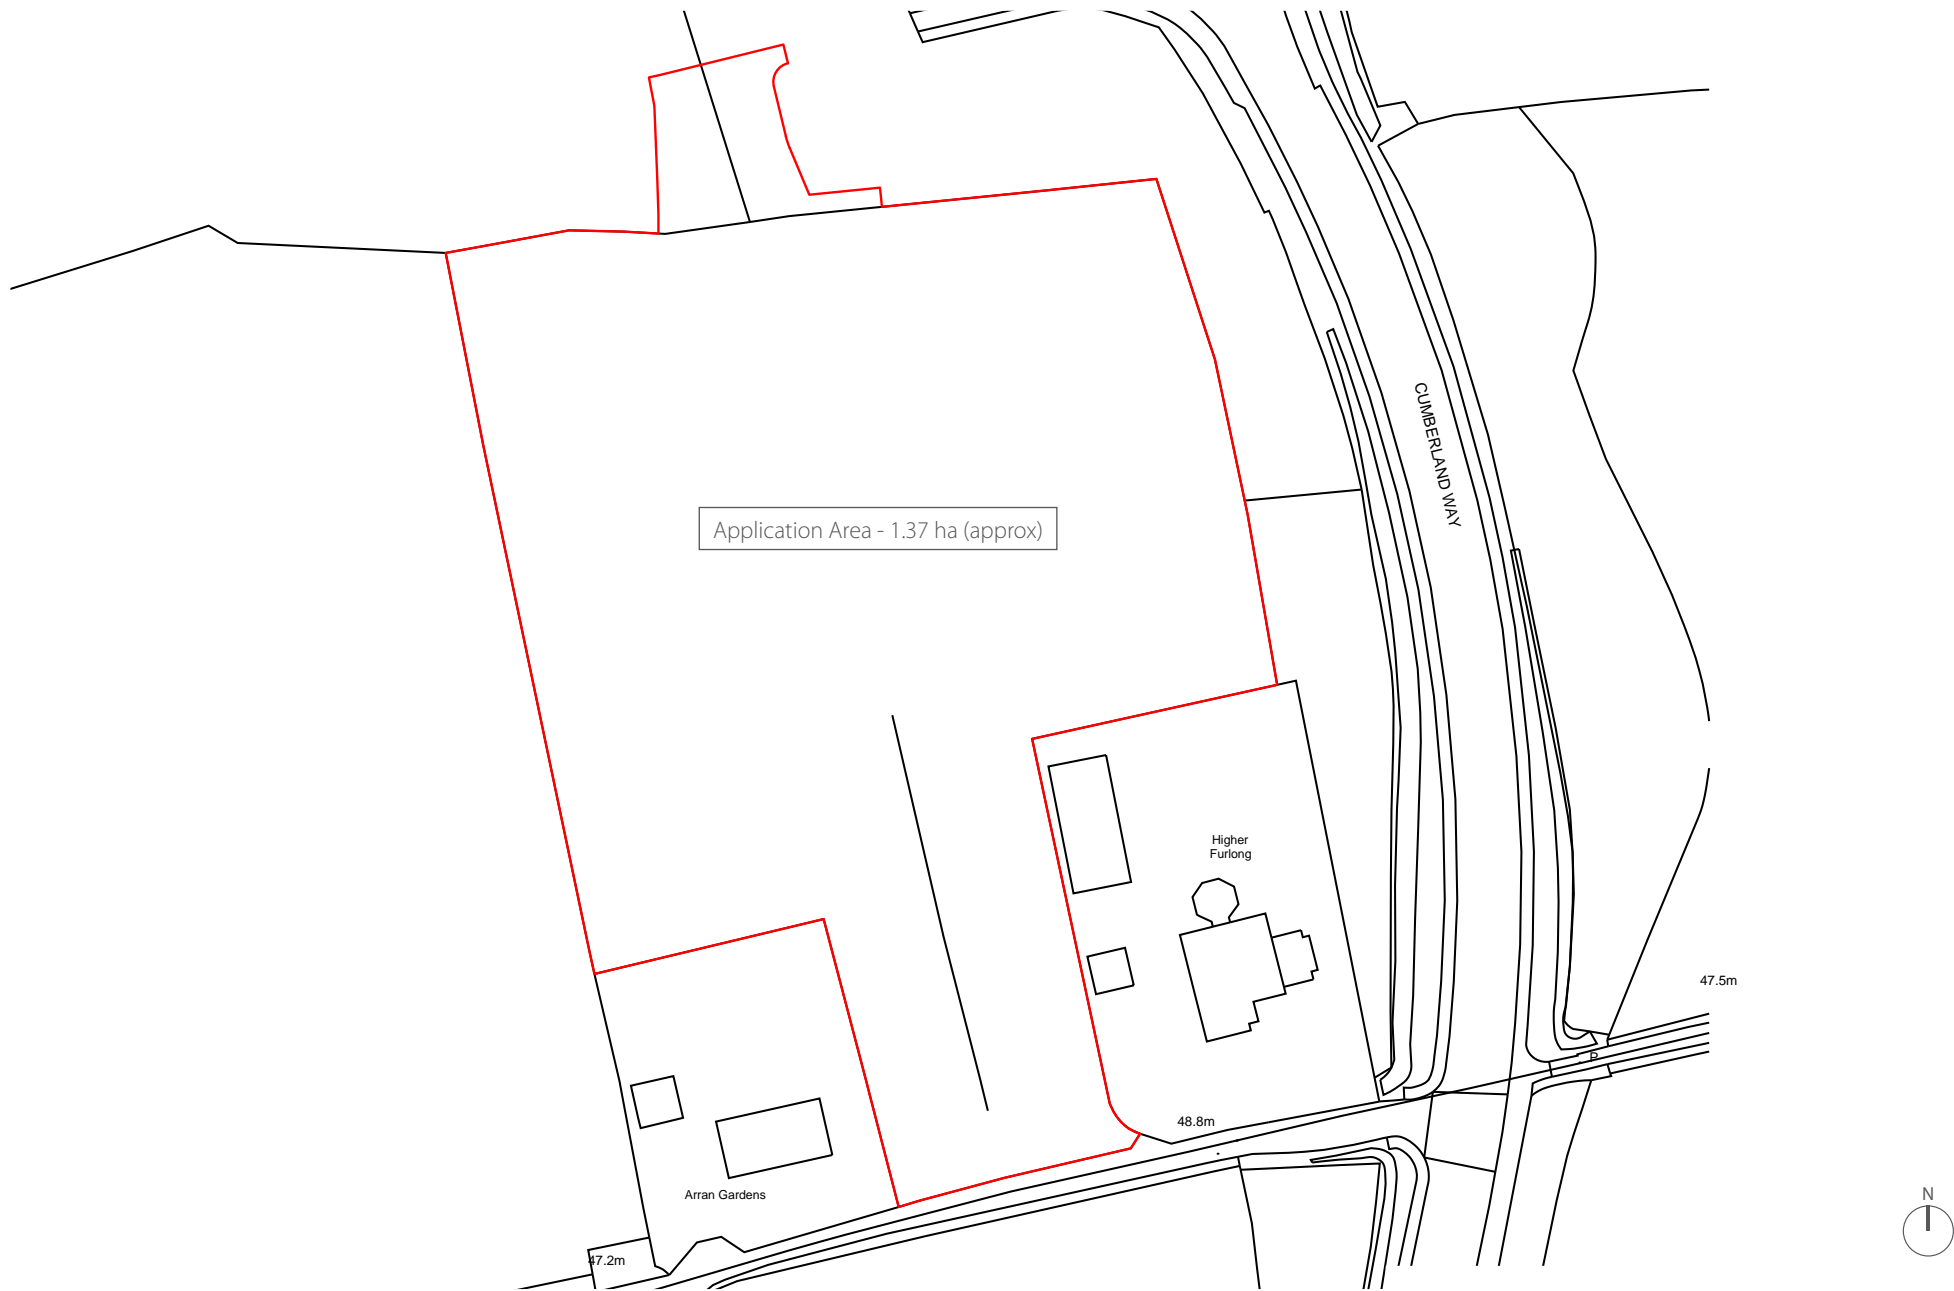 CUMBERLAND WAY
Application Area - 1.37 ha (approx)
Higher
Furlong
47.5m
P
48.8m
Arran Gardens
N
47.2m